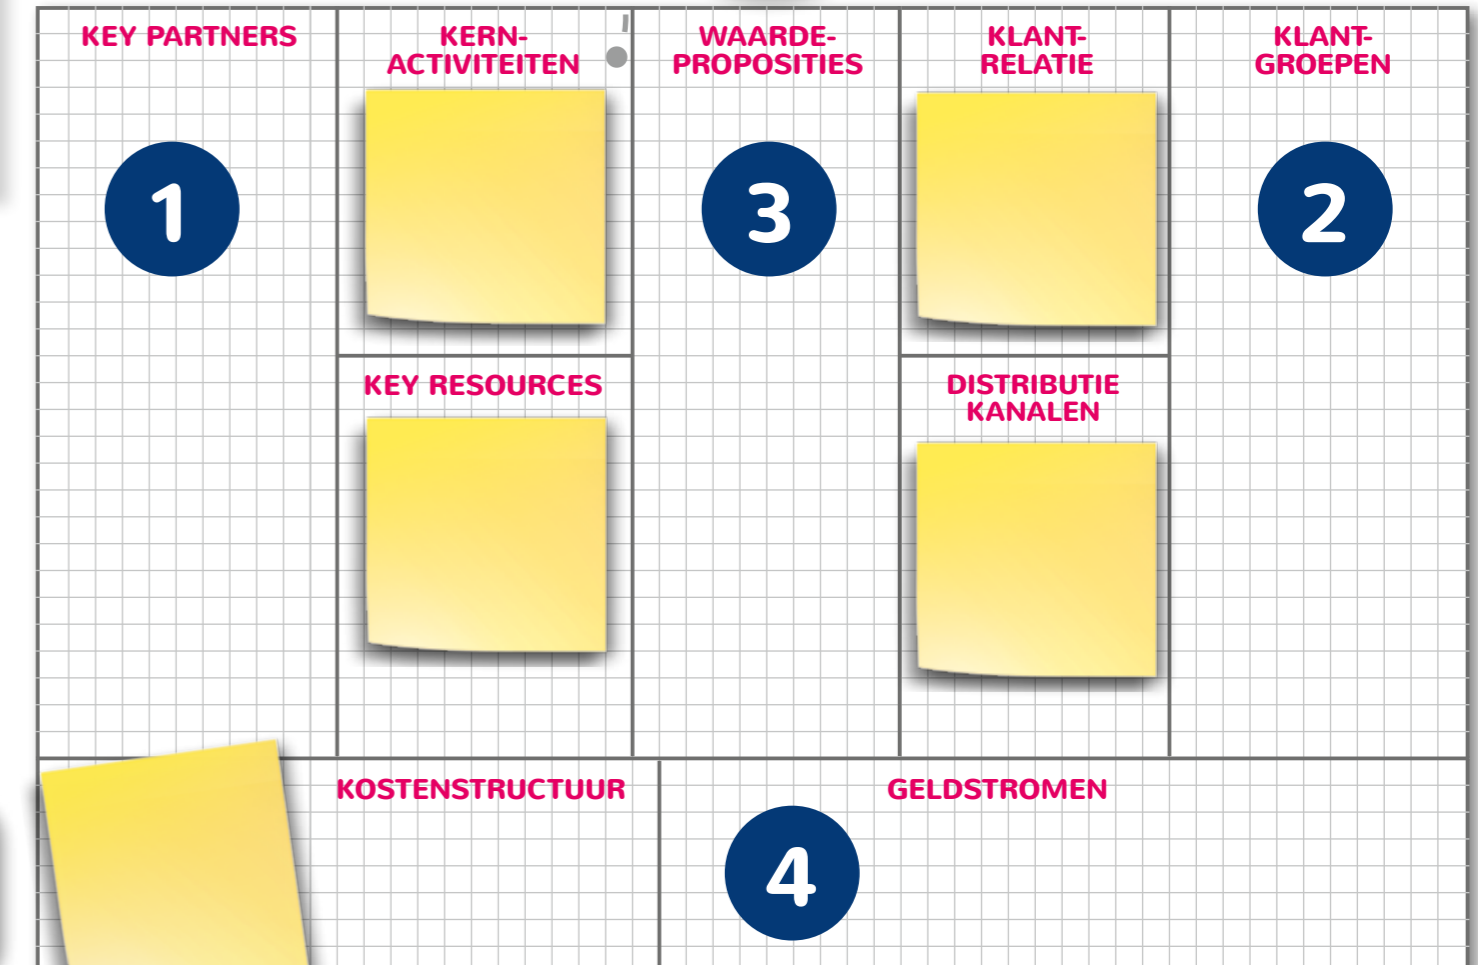 KEY PARTNERS
KERN-
ACTIVITEITEN
WAARDE-
PROPOSITIES
KLANT-
RELATIE
KLANT-
GROEPEN
1
3
2
KEY RESOURCES
DISTRIBUTIE
KANALEN
KOSTENSTRUCTUUR
GELDSTROMEN
4